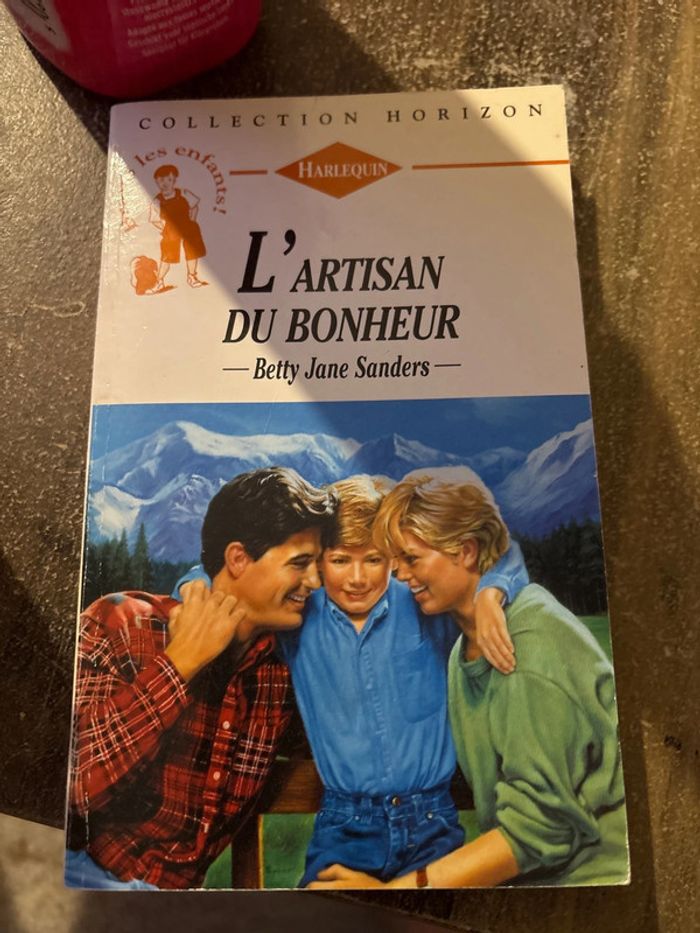 COLLECTION HORIZON
les enfants!
HARLEQUIN
L'ARTISAN
DU BONHEUR
— Betty Jane Sanders —